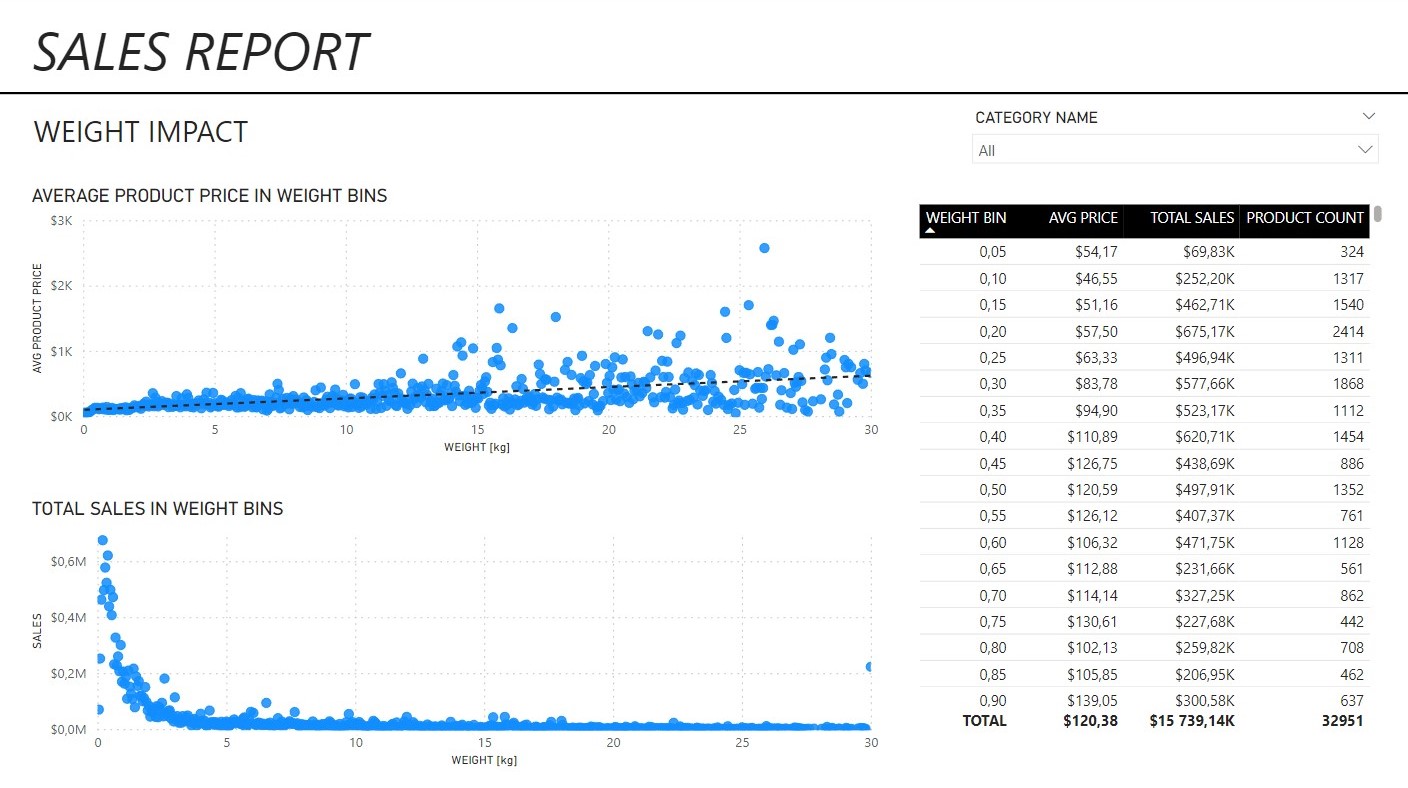 SALES REPORT
WEIGHT IMPACT
CATEGORY NAME
All
AVERAGE PRODUCT PRICE IN WEIGHT BINS
$3K
$2K
$1K
$0K
AVG PRODUCT PRICE
0 5 10 15 20 25 30
WEIGHT [kg]
TOTAL SALES IN WEIGHT BINS
$0,6M
$0,4M
$0,2M
$0,0M
SALES
0 5 10 15 20 25 30
WEIGHT [kg]
WEIGHT BIN AVG PRICE TOTAL SALES PRODUCT COUNT
0,05 $54,17 $69,83K 324
0,10 $46,55 $252,20K 1317
0,15 $51,16 $462,71K 1540
0,20 $57,50 $675,17K 2414
0,25 $63,33 $496,94K 1311
0,30 $83,78 $577,66K 1868
0,35 $94,90 $523,17K 1112
0,40 $110,89 $620,71K 1454
0,45 $126,75 $438,69K 886
0,50 $120,59 $497,91K 1352
0,55 $126,12 $407,37K 761
0,60 $106,32 $471,75K 1128
0,65 $112,88 $231,66K 561
0,70 $114,14 $327,25K 862
0,75 $130,61 $227,68K 442
0,80 $102,13 $259,82K 708
0,85 $105,85 $206,95K 462
0,90 $139,05 $300,58K 637
TOTAL $120,38 $15 739,14K 32951